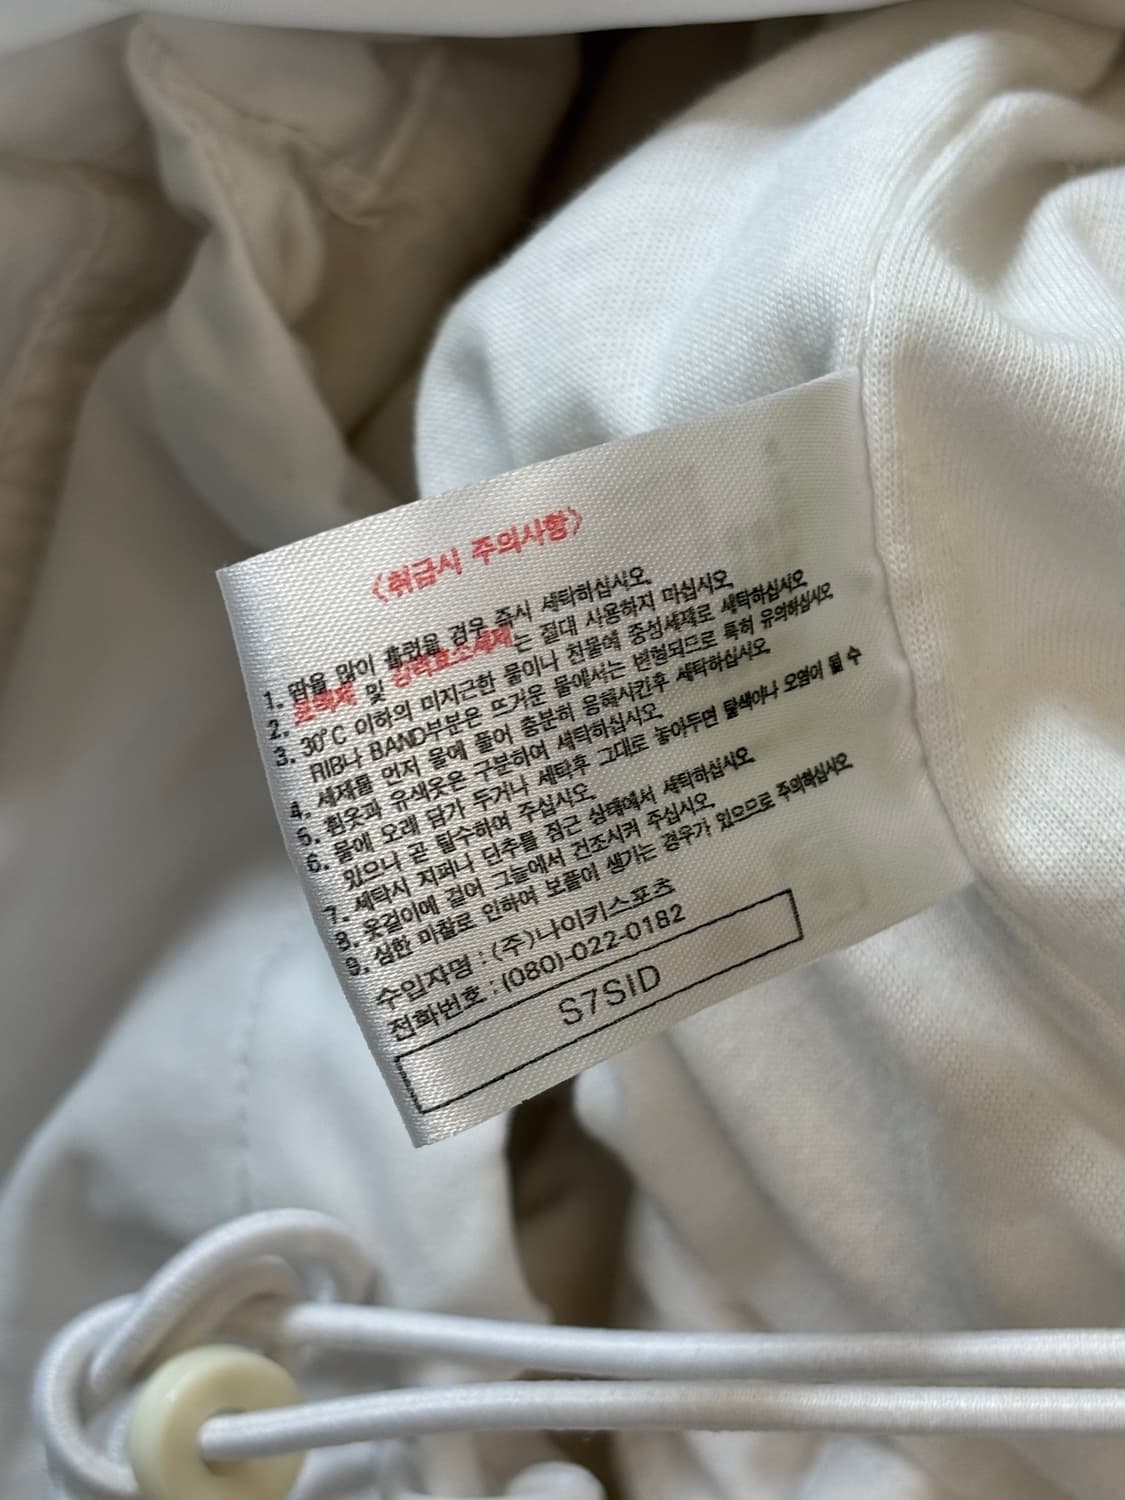 <취급시 주의사항>
1. 땀을 많이 흘렸을 경우 즉시 세탁하십시오.
2. 표백제 및 강력효소세제는 절대 사용하지 마십시오.
3. 30°C 이하의 미지근한 물이나 찬물에 중성세제로 세탁하십시오.
RIB나 BAND부분은 뜨거운 물에서는 변형되므로 특히 유의하십시오.
4. 세제를 먼저 물에 풀어 충분히 용해시킨후 세탁하십시오.
5. 흰옷과 유색옷은 구분하여 세탁하십시오.
6. 물에 오래 담가 두거나 세탁후 그대로 놓아두면 탈색이나 오염이 될 수
있으니 곧 탈수하여 주십시오.
7. 세탁시 지퍼나 단추를 잠근 상태에서 세탁하십시오.
8. 옷걸이에 걸어 그늘에서 건조시켜 주십시오.
9. 심한 마찰로 인하여 보풀이 생기는 경우가 있으므로 주의하십시오.
수입자명 : (주)나이키스포츠
전화번호 : (080)-022-0182
S7SID